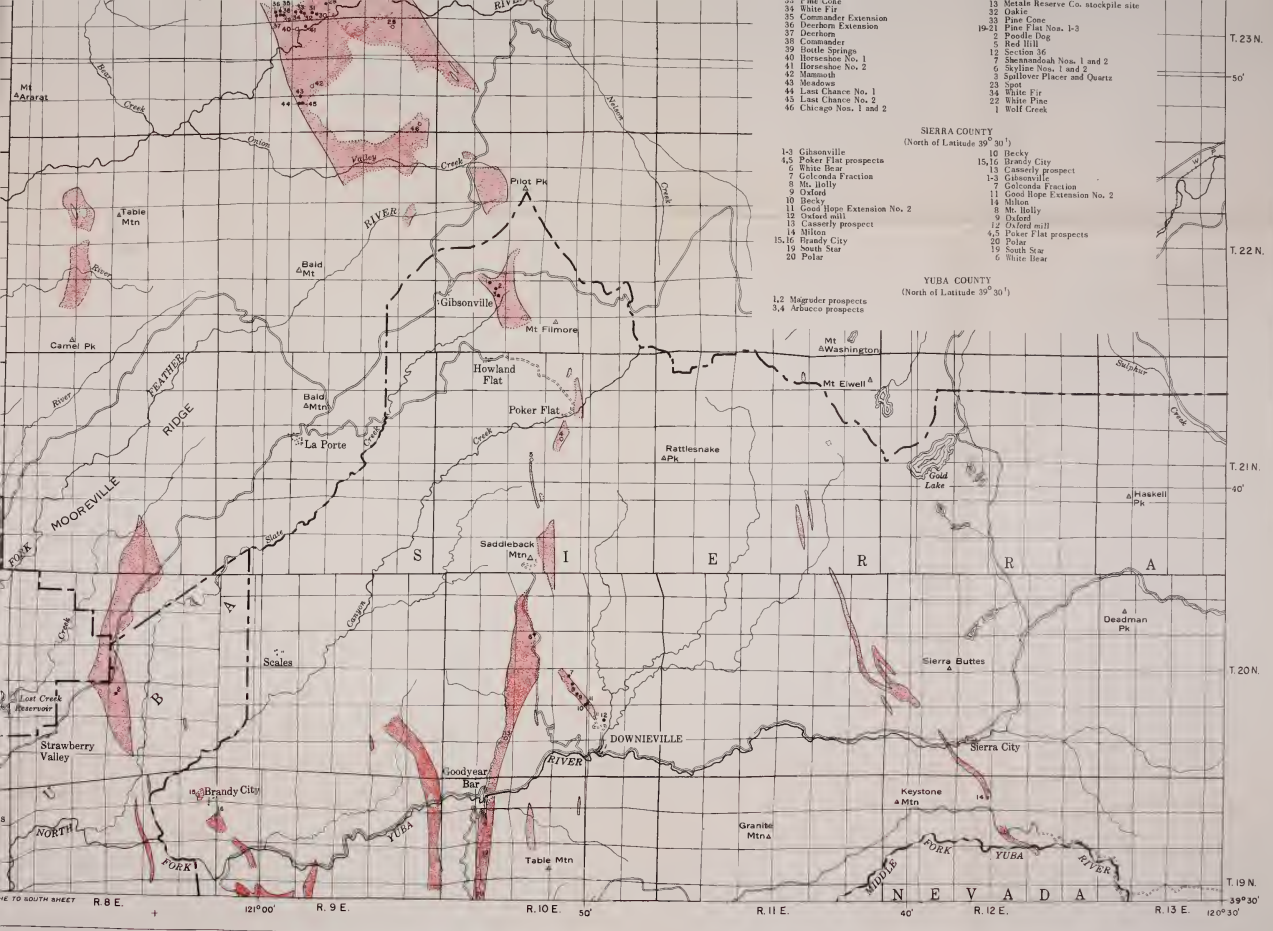 33 Pine Cone
34 White Fir
35 Commander Extension
36 Deerhorn Extension
37 Deerhorn
38 Commander
39 Bottle Springs
40 Horseshoe No. 1
41 Horseshoe No. 2
42 Mammoth
43 Meadows
44 Last Chance No. 1
45 Last Chance No. 2
46 Chicago Nos. 1 and 2
13 Metals Reserve Co. stockpile site
32 Oakie
33 Pine Cone
19-21 Pine Flat Nos. 1-3
2 Poodle Dog
5 Red Hill
12 Section 36
7 Shennandoah Nos. 1 and 2
6 Skyline Nos. 1 and 2
3 Spillover Placer and Quartz
23 Spot
34 White Fir
22 White Pine
1 Wolf Creek
SIERRA COUNTY
(North of Latitude 39°30')
1-3 Gibsonville
4,5 Poker Flat prospects
6 White Bear
7 Golconda Fraction
8 Mt. Holly
9 Oxford
10 Becky
11 Good Hope Extension No. 2
12 Oxford mill
13 Casserly prospect
14 Milton
15,16 Brandy City
19 South Star
20 Polar
10 Becky
15,16 Brandy City
13 Casserly prospect
1-3 Gibsonville
7 Golconda Fraction
11 Good Hope Extension No. 2
14 Milton
8 Mt. Holly
9 Oxford
12 Oxford mill
4,5 Poker Flat prospects
20 Polar
19 South Star
6 White Bear
YUBA COUNTY
(North of Latitude 39°30')
1,2 Magruder prospects
3,4 Arbucco prospects
RIVER
T. 23 N.
50'
Mt Ararat
Bear
Creek
Onion
Valley
Creek
Nelson
Creek
Pilot Pk
Table Mtn
RIVER
River
Bald Mt
T. 22 N.
Gibsonville
Mt Filmore
Camel Pk
Mt Washington
Mt Elwell
Sulphur
Creek
FEATHER
River
RIDGE
Howland Flat
Bald Mtn
Poker Flat
La Porte
Creek
Creek
Rattlesnake Pk
Gold Lake
T. 21 N.
40'
Haskell Pk
MOOREVILLE
FORK
Slate
Saddleback Mtn
S I E R R A
A
Canyon
Creek
Deadman Pk
Scales
Sierra Buttes
T. 20 N.
B
Lost Creek Reservoir
Strawberry Valley
DOWNIEVILLE
RIVER
Sierra City
Goodyear Bar
Brandy City
Keystone Mtn
14
NORTH
YUBA
Granite Mtn
Table Mtn
FORK
MIDDLE
FORK
YUBA
RIVER
N E V A D A
T. 19 N.
39°30'
TO SOUTH SHEET
R. 8 E.
121°00'
R. 9 E.
R. 10 E.
50'
R. 11 E.
40'
R. 12 E.
R. 13 E.
120°30'